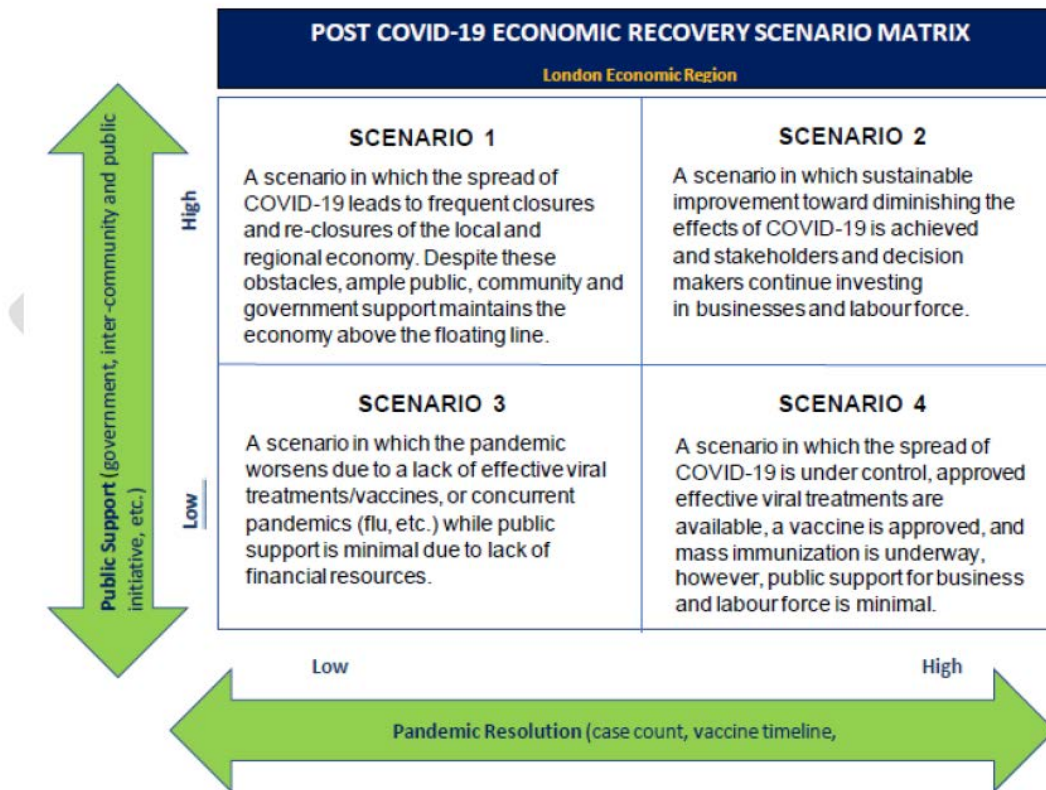 POST COVID-19 ECONOMIC RECOVERY SCENARIO MATRIX
London Economic Region
Public Support (government, inter-community and public
initiative, etc.)
High
Low
SCENARIO 1
A scenario in which the spread of
COVID-19 leads to frequent closures
and re-closures of the local and
regional economy. Despite these
obstacles, ample public, community and
government support maintains the
economy above the floating line.
SCENARIO 2
A scenario in which sustainable
improvement toward diminishing the
effects of COVID-19 is achieved
and stakeholders and decision
makers continue investing
in businesses and labour force.
SCENARIO 3
A scenario in which the pandemic
worsens due to a lack of effective viral
treatments/vaccines, or concurrent
pandemics (flu, etc.) while public
support is minimal due to lack of
financial resources.
SCENARIO 4
A scenario in which the spread of
COVID-19 is under control, approved
effective viral treatments are
available, a vaccine is approved, and
mass immunization is underway,
however, public support for business
and labour force is minimal.
Low
High
Pandemic Resolution (case count, vaccine timeline,